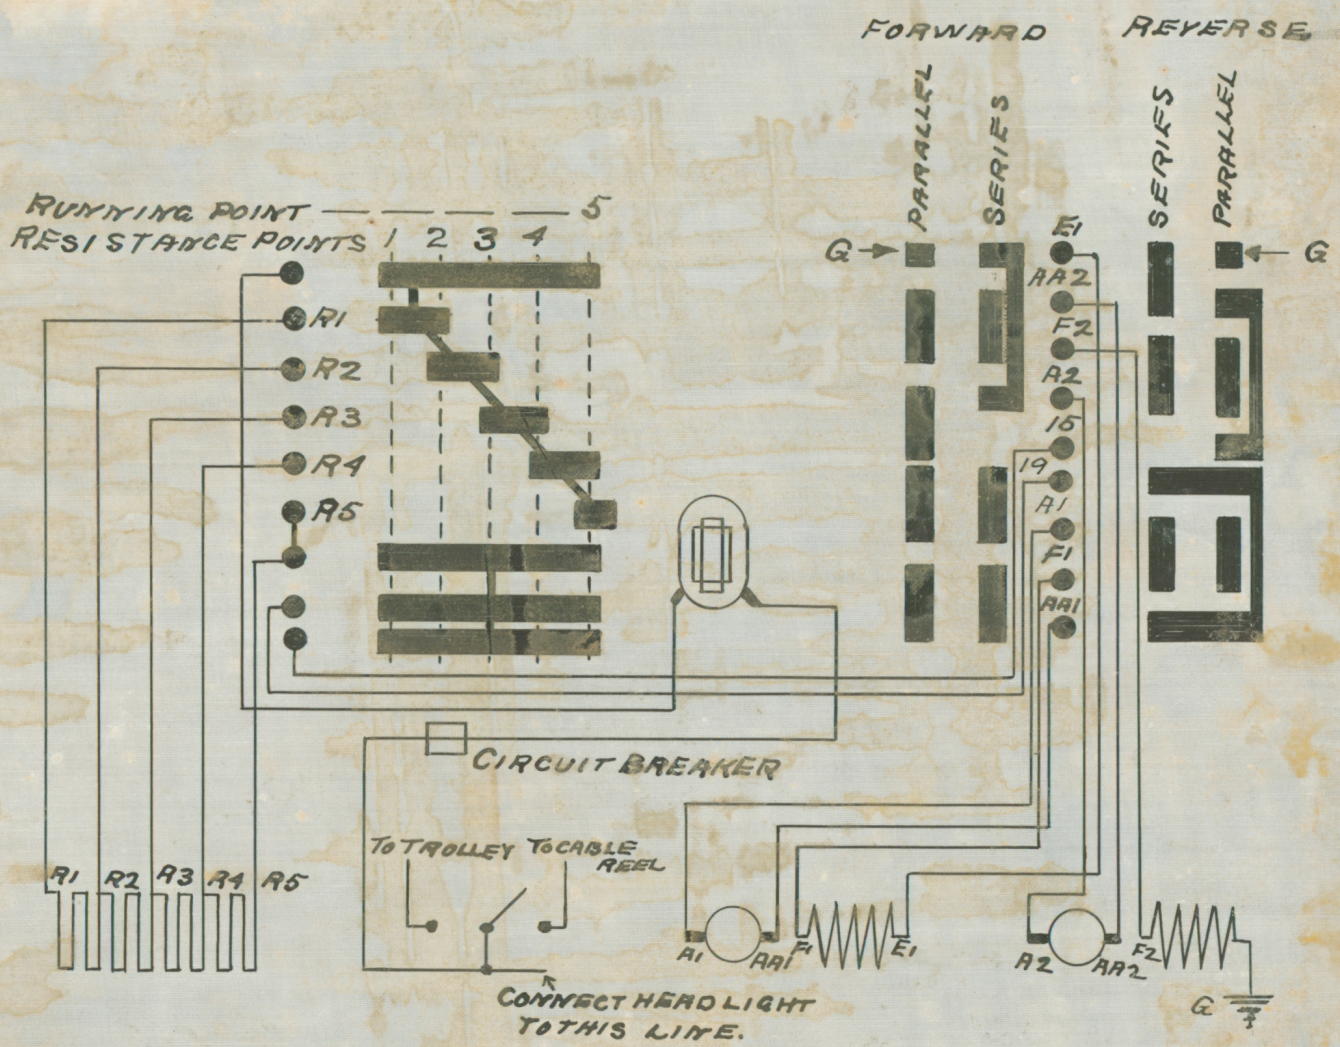 FORWARD REVERSE
PARALLEL SERIES SERIES PARALLEL
RUNNING POINT 5
RESISTANCE POINTS 1 2 3 4
G E1 G
AA2
R1 F2
R2 A2
R3 15
R4 19
R5 A1
F1
AA1
CIRCUIT BREAKER
TO TROLLEY TO CABLE
REEL
R1 R2 R3 R4 R5
A1 AA1 F1 E1 A2 AA2 F2
CONNECT HEADLIGHT
TO THIS LINE.
G